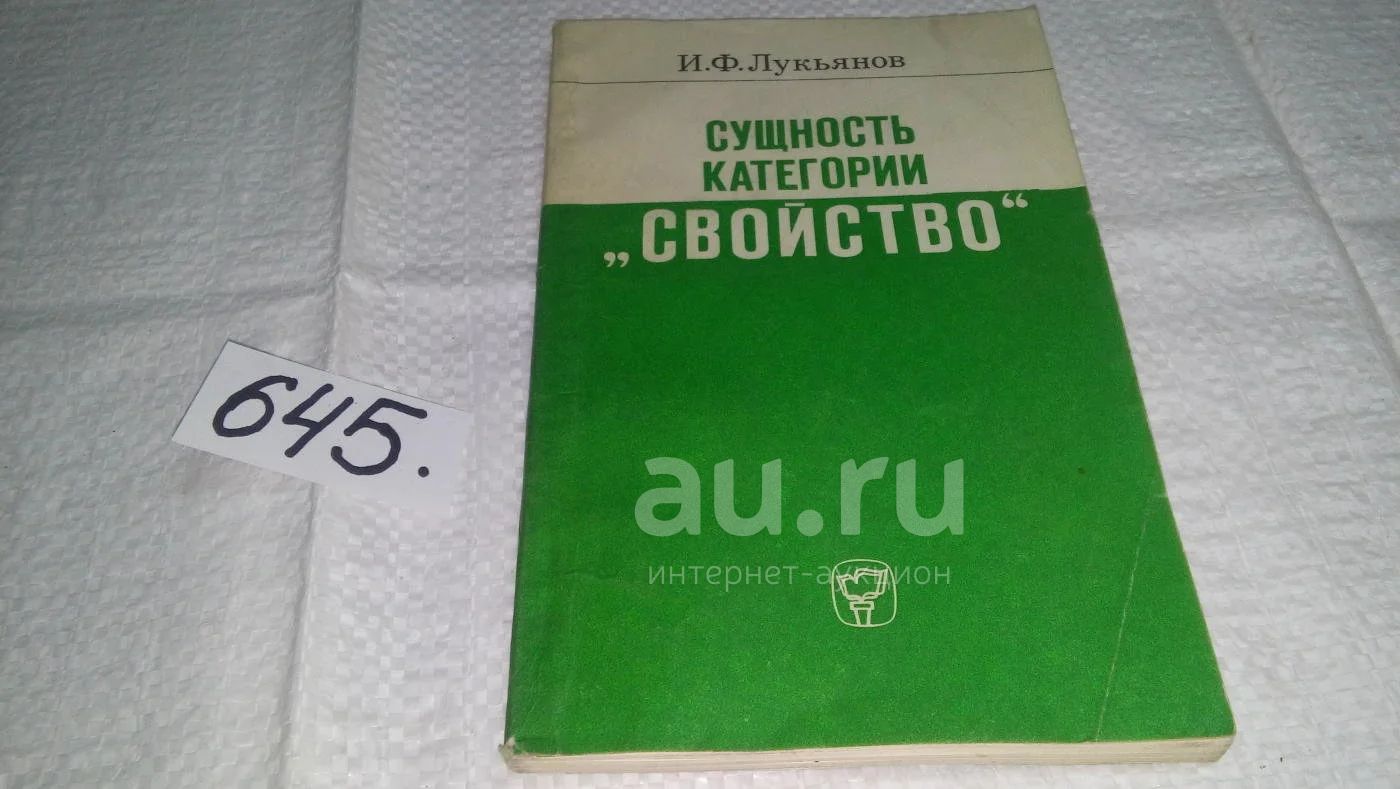 И.Ф.Лукьянов
СУЩНОСТЬ
КАТЕГОРИИ
„СВОЙСТВО“
645.
au.ru
интернет-аукцион